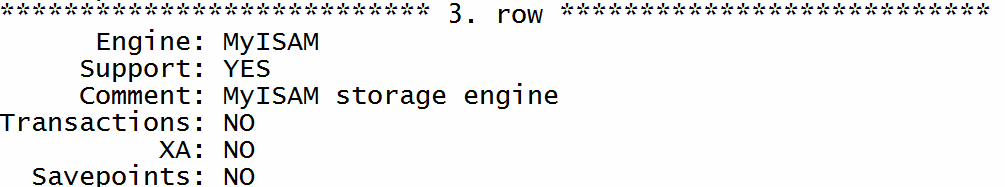 *************************** 3. row ***************************
      Engine: MyISAM
     Support: YES
     Comment: MyISAM storage engine
Transactions: NO
          XA: NO
  Savepoints: NO